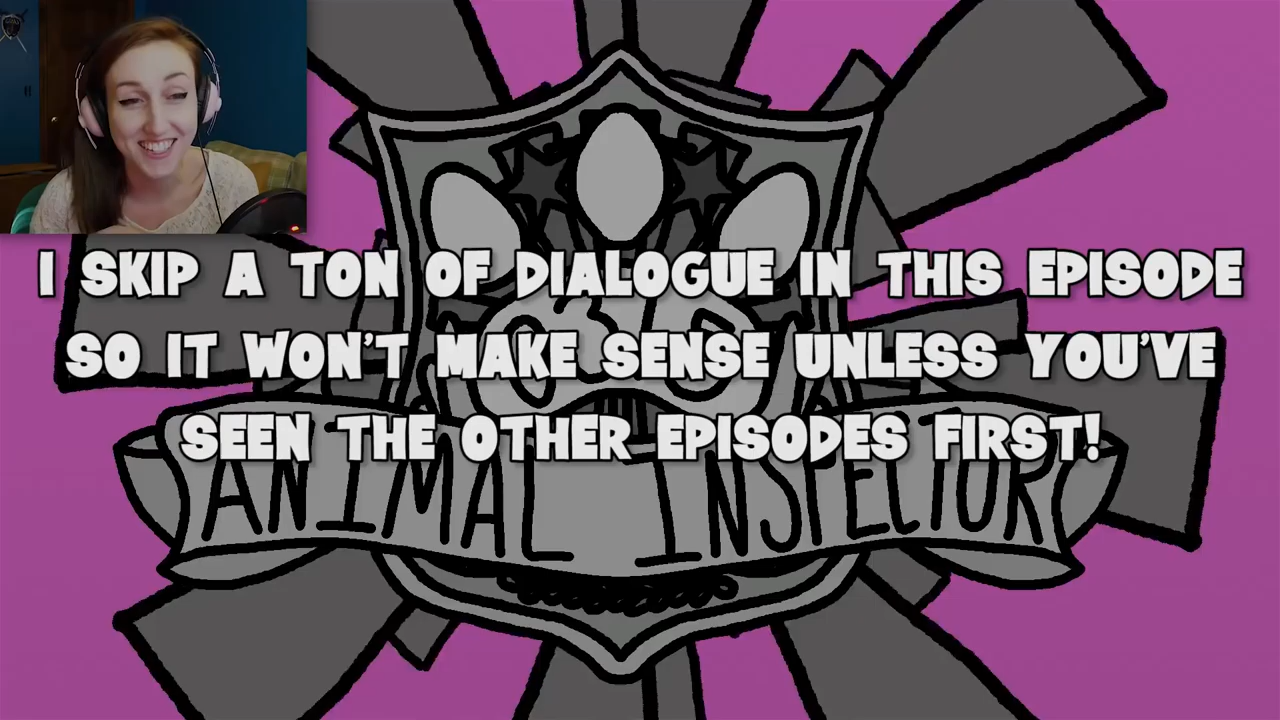 I SKIP A TON OF DIALOGUE IN THIS EPISODE
SO IT WON'T MAKE SENSE UNLESS YOU'VE
SEEN THE OTHER EPISODES FIRST!
ANIMAL INSPECTOR